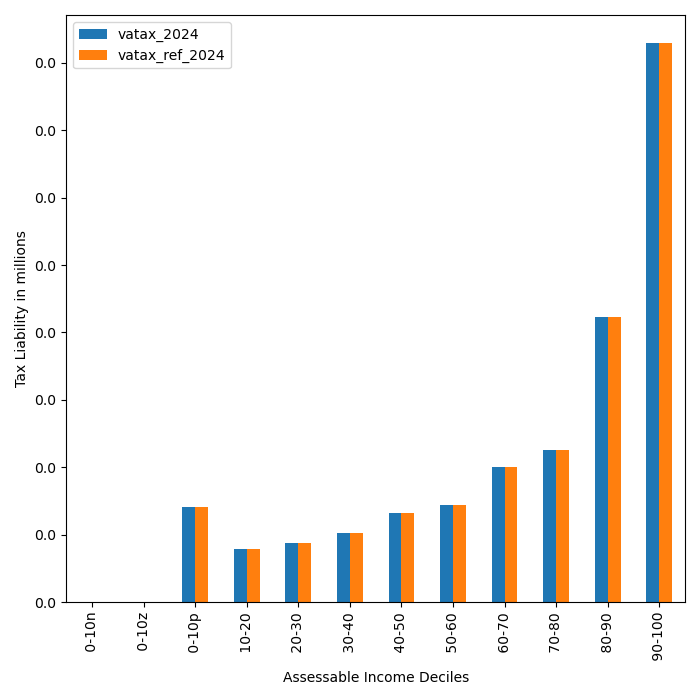 vatax_2024
vatax_ref_2024
0.0
0.0
0.0
0.0
0.0
0.0
0.0
0.0
0.0
Tax Liability in millions
0-10n
0-10z
0-10p
10-20
20-30
30-40
40-50
50-60
60-70
70-80
80-90
90-100
Assessable Income Deciles